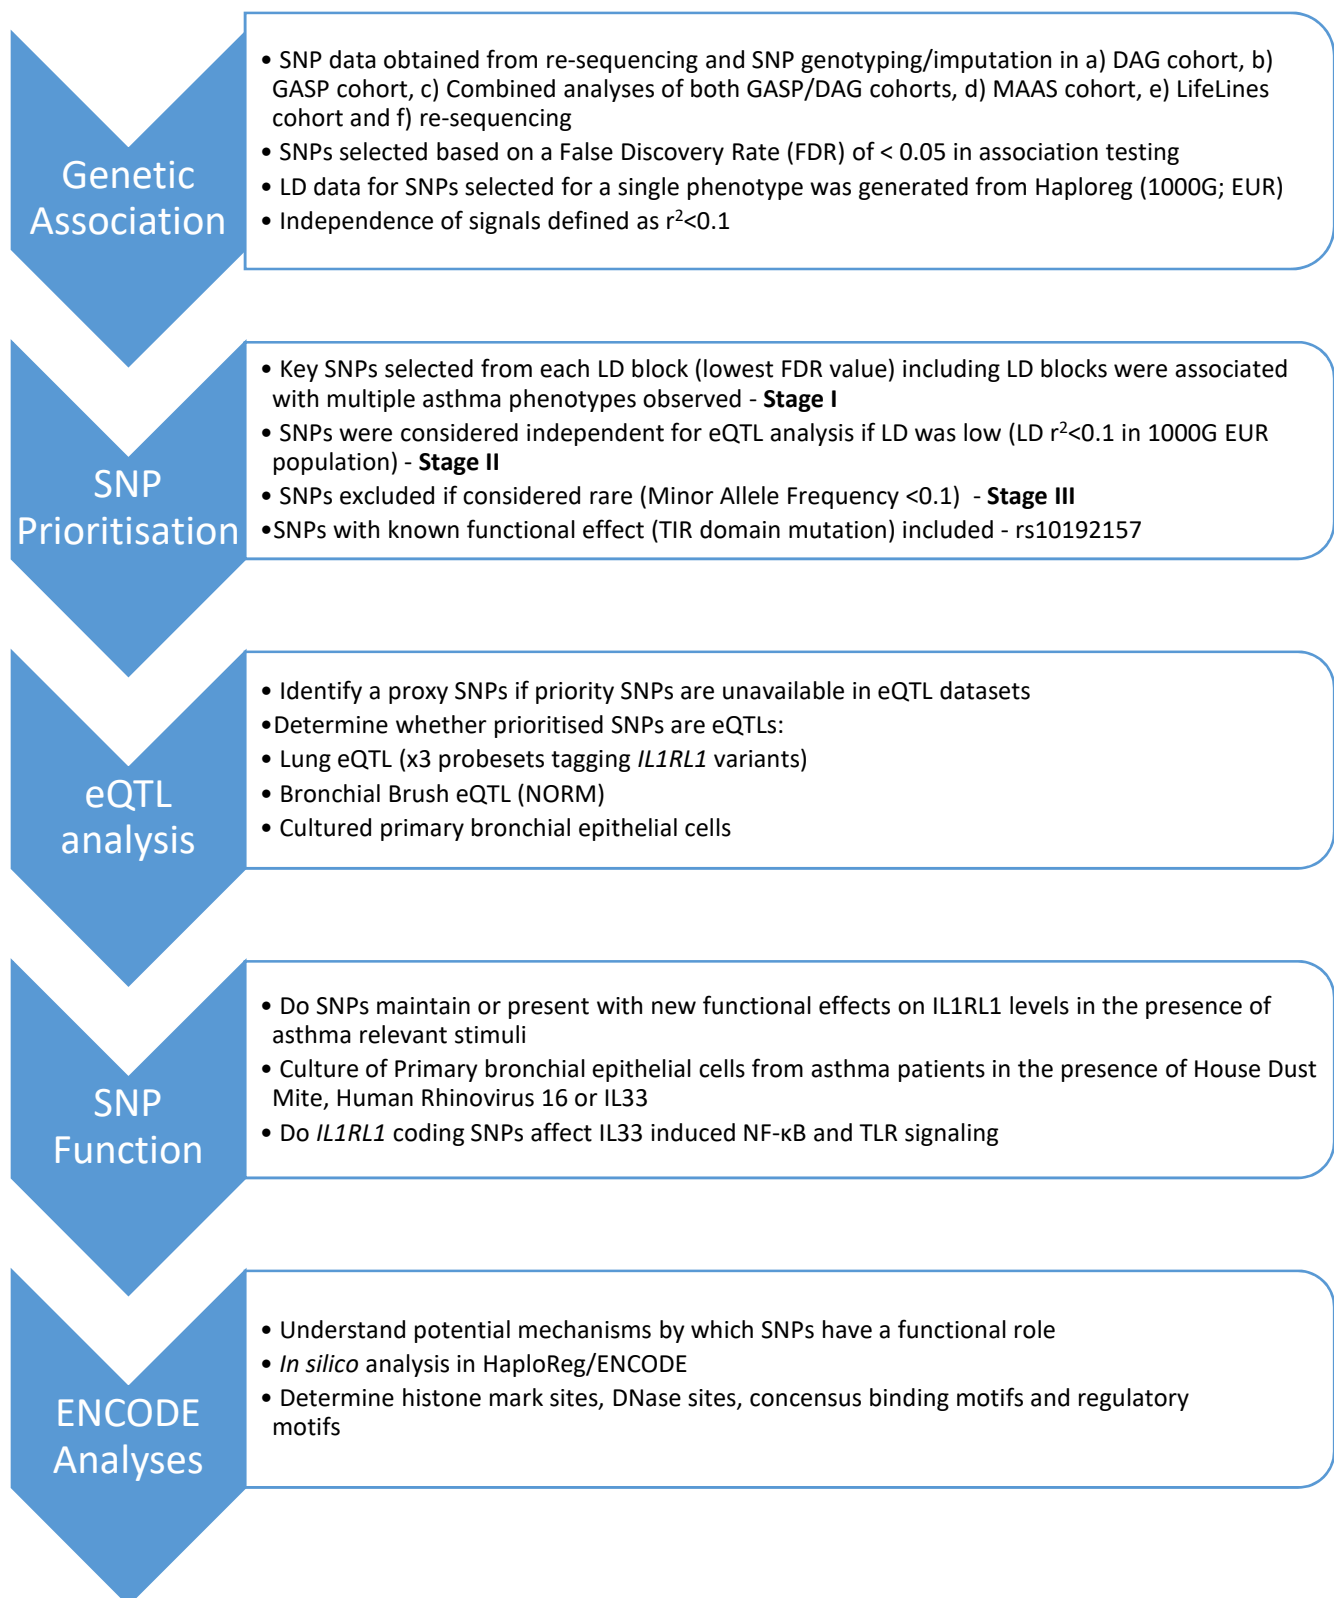 Genetic
Association
• SNP data obtained from re-sequencing and SNP genotyping/imputation in a) DAG cohort, b)
GASP cohort, c) Combined analyses of both GASP/DAG cohorts, d) MAAS cohort, e) LifeLines
cohort and f) re-sequencing
• SNPs selected based on a False Discovery Rate (FDR) of < 0.05 in association testing
• LD data for SNPs selected for a single phenotype was generated from Haploreg (1000G; EUR)
• Independence of signals defined as r²<0.1
SNP
Prioritisation
• Key SNPs selected from each LD block (lowest FDR value) including LD blocks were associated
with multiple asthma phenotypes observed - Stage I
• SNPs were considered independent for eQTL analysis if LD was low (LD r²<0.1 in 1000G EUR
population) - Stage II
• SNPs excluded if considered rare (Minor Allele Frequency <0.1) - Stage III
•SNPs with known functional effect (TIR domain mutation) included - rs10192157
eQTL
analysis
• Identify a proxy SNPs if priority SNPs are unavailable in eQTL datasets
•Determine whether prioritised SNPs are eQTLs:
• Lung eQTL (x3 probesets tagging IL1RL1 variants)
• Bronchial Brush eQTL (NORM)
• Cultured primary bronchial epithelial cells
SNP
Function
• Do SNPs maintain or present with new functional effects on IL1RL1 levels in the presence of
asthma relevant stimuli
• Culture of Primary bronchial epithelial cells from asthma patients in the presence of House Dust
Mite, Human Rhinovirus 16 or IL33
• Do IL1RL1 coding SNPs affect IL33 induced NF-κB and TLR signaling
ENCODE
Analyses
• Understand potential mechanisms by which SNPs have a functional role
• In silico analysis in HaploReg/ENCODE
• Determine histone mark sites, DNase sites, concensus binding motifs and regulatory
motifs